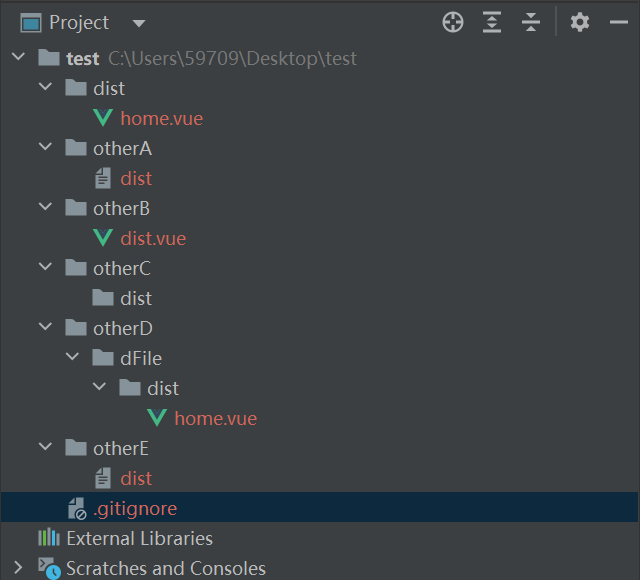 Project
test C:\Users\59709\Desktop\test
dist
home.vue
otherA
dist
otherB
dist.vue
otherC
dist
otherD
dFile
dist
home.vue
otherE
dist
.gitignore
External Libraries
Scratches and Consoles